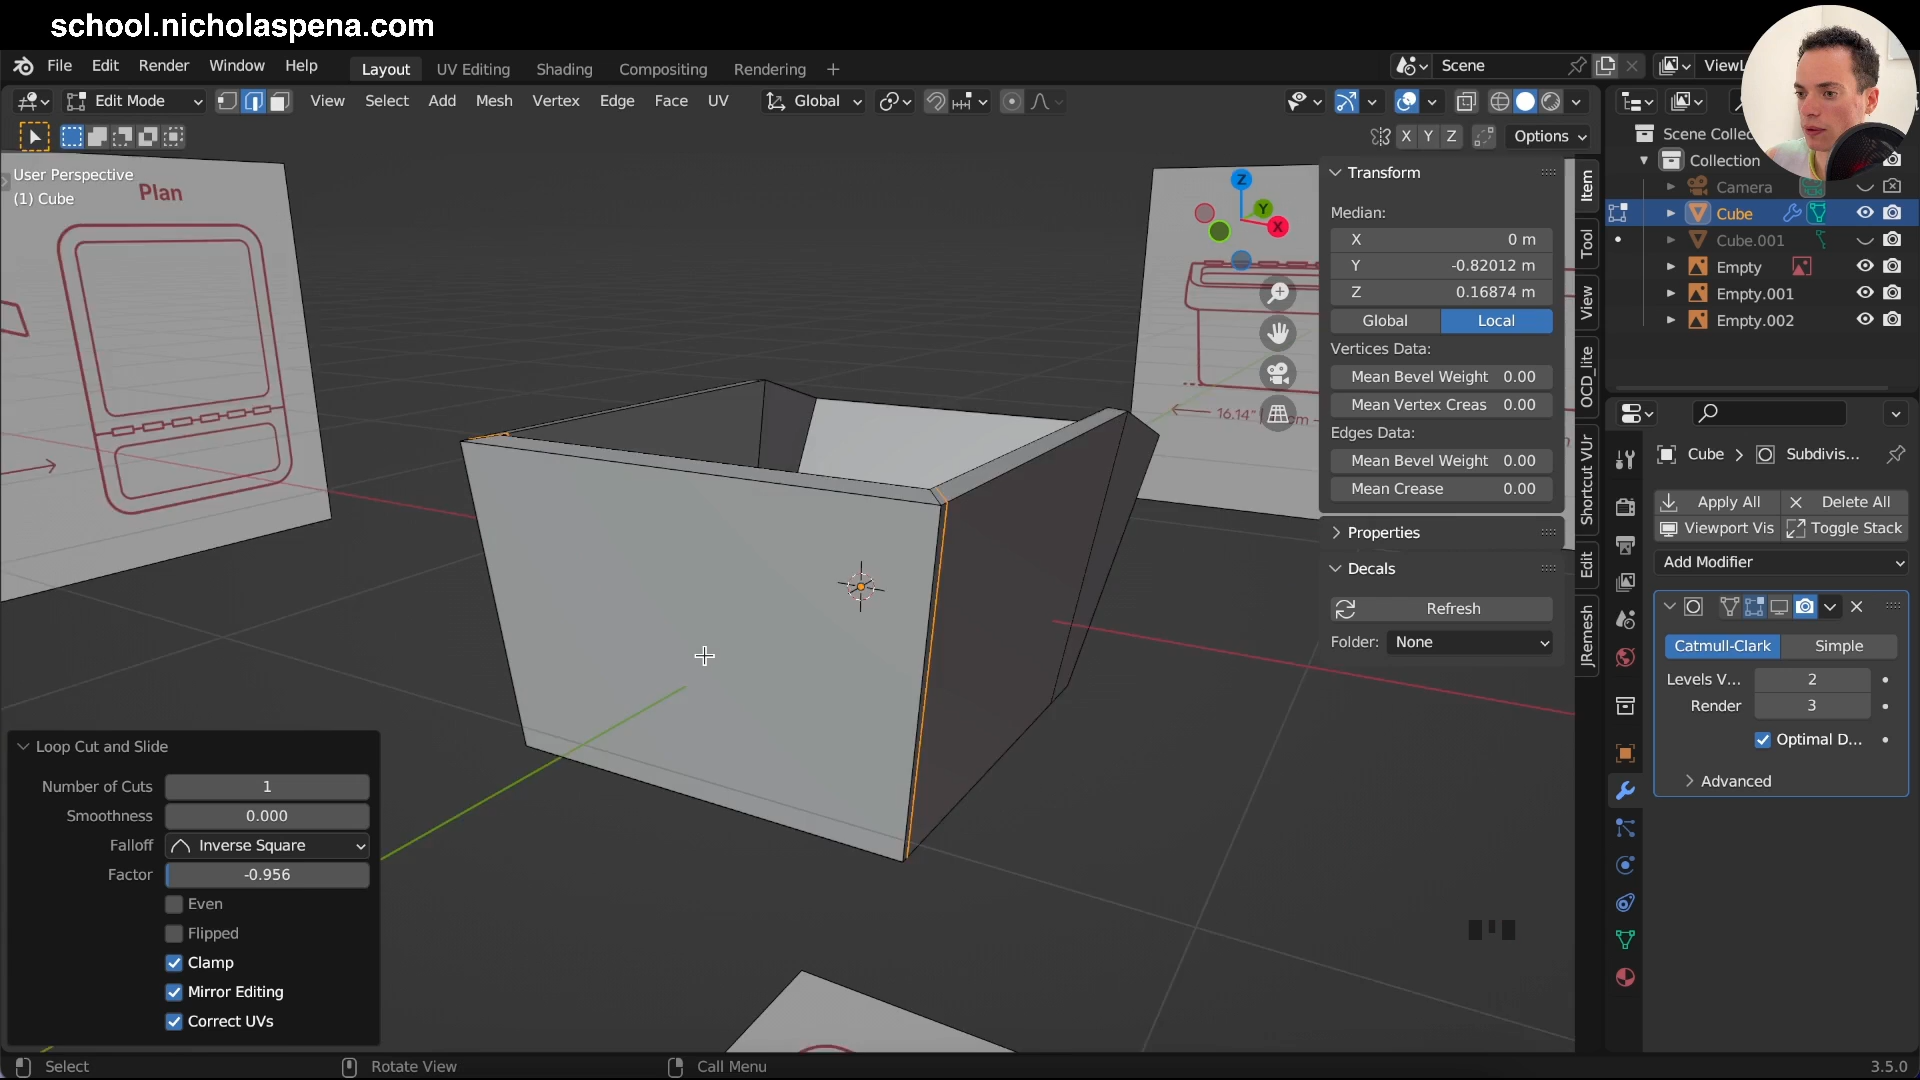 school.nicholaspena.com
File Edit Render Window Help Layout UV Editing Shading Compositing Rendering + Scene ViewL
Edit Mode View Select Add Mesh Vertex Edge Face UV Global
X Y Z Options
Scene Collec
Collection
Camera
Cube
Cube.001
Empty
Empty.001
Empty.002
User Perspective
(1) Cube
Plan
Z
Y
X
16.14"
Transform
Median:
X 0 m
Y -0.82012 m
Z 0.16874 m
Global Local
Vertices Data:
Mean Bevel Weight 0.00
Mean Vertex Creas 0.00
Edges Data:
Mean Bevel Weight 0.00
Mean Crease 0.00
Properties
Decals
Refresh
Folder: None
Item
Tool
View
OCD_lite
Shortcut VUr
Edit
JRemesh
Cube > Subdivis...
Apply All Delete All
Viewport Vis Toggle Stack
Add Modifier
Catmull-Clark Simple
Levels V... 2
Render 3
Optimal D...
Advanced
Loop Cut and Slide
Number of Cuts 1
Smoothness 0.000
Falloff Inverse Square
Factor -0.956
Even
Flipped
Clamp
Mirror Editing
Correct UVs
Select Rotate View Call Menu 3.5.0